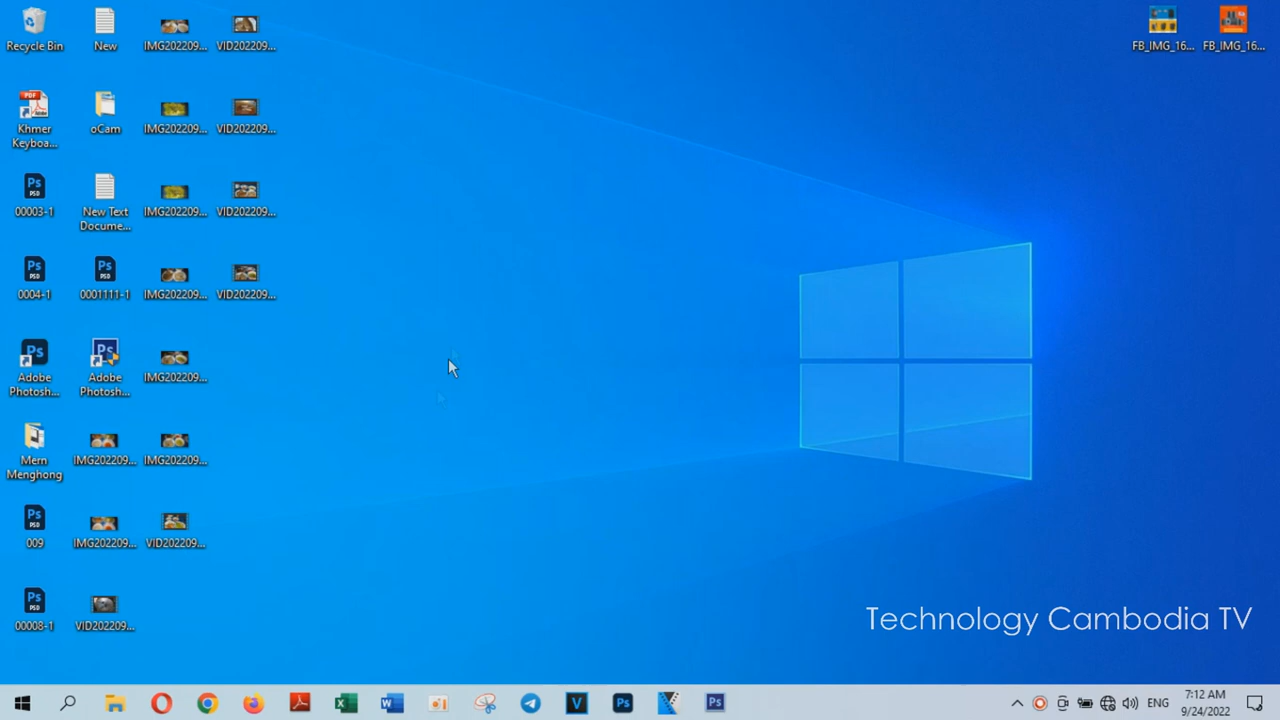 Recycle Bin
New
IMG202209...
VID202209...
FB_IMG_16...
FB_IMG_16...
Khmer
Keyboa...
oCam
IMG202209...
VID202209...
00003-1
New Text
Docume...
IMG202209...
VID202209...
0004-1
0001111-1
IMG202209...
VID202209...
Adobe
Photosh...
Adobe
Photosh...
IMG202209...
Mern
Menghong
IMG202209...
IMG202209...
009
IMG202209...
VID202209...
00008-1
VID202209...
Technology Cambodia TV
ENG
7:12 AM
9/24/2022